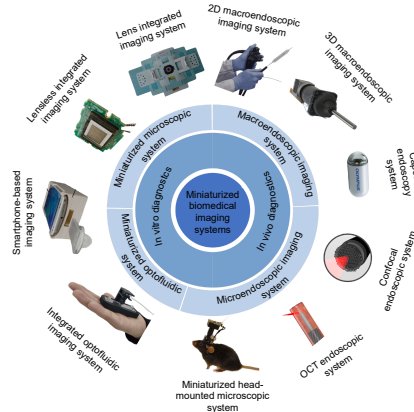 Lens integrated
imaging system
2D macroendoscopic
imaging system
3D macroendoscopic
imaging system
endoscopy
system
Confocal
endoscopic system
OCT endoscopic
system
Miniaturized head-
mounted microscopic
system
Integrated optofluidic
imaging system
Smartphone-based
imaging system
Lensless integrated
imaging system
Miniaturized microscopic
system
Macroendoscopic imaging
system
Microendoscopic imaging
system
Miniaturized optofluidic
system
In vitro diagnostics
In vivo diagnostics
Miniaturized
biomedical
imaging
systems